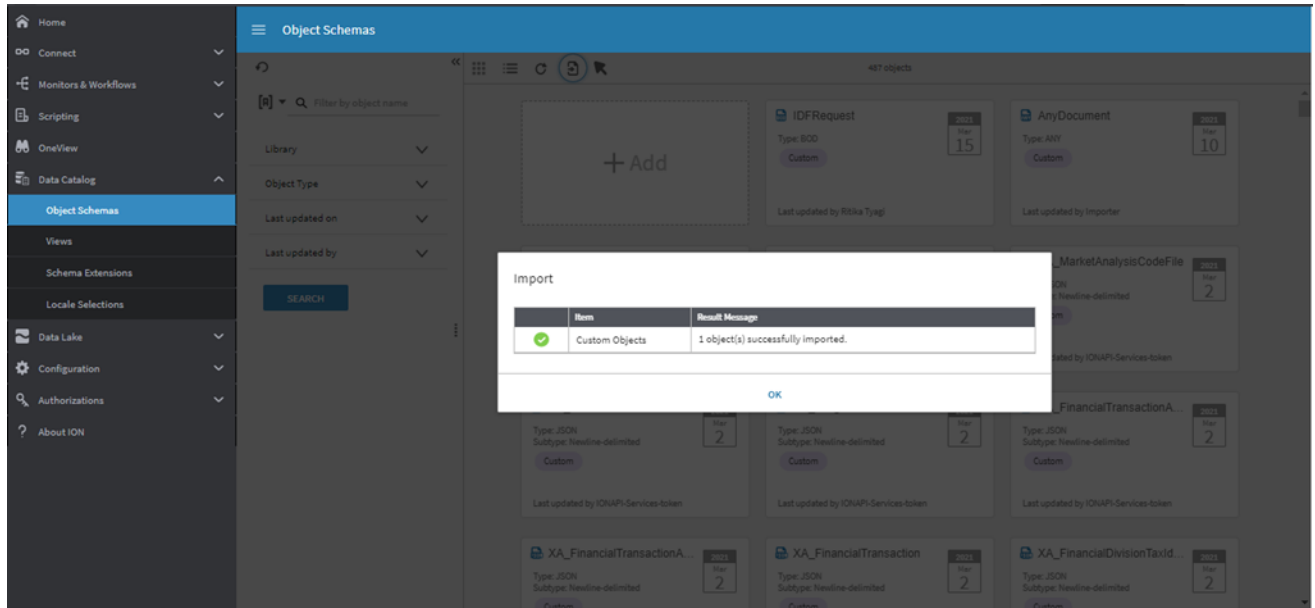 Home
Connect
Monitors & Workflows
Scripting
OneView
Data Catalog
Object Schemas
Views
Schema Extensions
Locale Selections
Data Lake
Configuration
Authorizations
? About ION
Object Schemas
487 objects
[a] Filter by object name
Library
Object Type
Last updated on
Last updated by
SEARCH
+ Add
IDFRequest
Type: BOD
Custom
2021
Mar
15
Last updated by Ritika Tyagi
AnyDocument
Type: ANY
Custom
2021
Mar
10
Last updated by Importer
_MarketAnalysisCodeFile
2021
Mar
2
SON
Newline-delimited
ated by IONAPI-Services-token
Import
Item Result Message
Custom Objects 1 object(s) successfully imported.
OK
Type: JSON
Subtype: Newline-delimited
Custom
Mar
2
Last updated by IONAPI-Services-token
Type: JSON
Subtype: Newline-delimited
Custom
Mar
2
Last updated by IONAPI-Services-token
_FinancialTransactionA...
Type: JSON
Subtype: Newline-delimited
Custom
2021
Mar
2
Last updated by IONAPI-Services-token
XA_FinancialTransactionA...
Type: JSON
Subtype: Newline-delimited
Custom
2021
Mar
2
XA_FinancialTransaction
Type: JSON
Subtype: Newline-delimited
Custom
2021
Mar
2
XA_FinancialDivisionTaxId...
Type: JSON
Subtype: Newline-delimited
Custom
2021
Mar
2